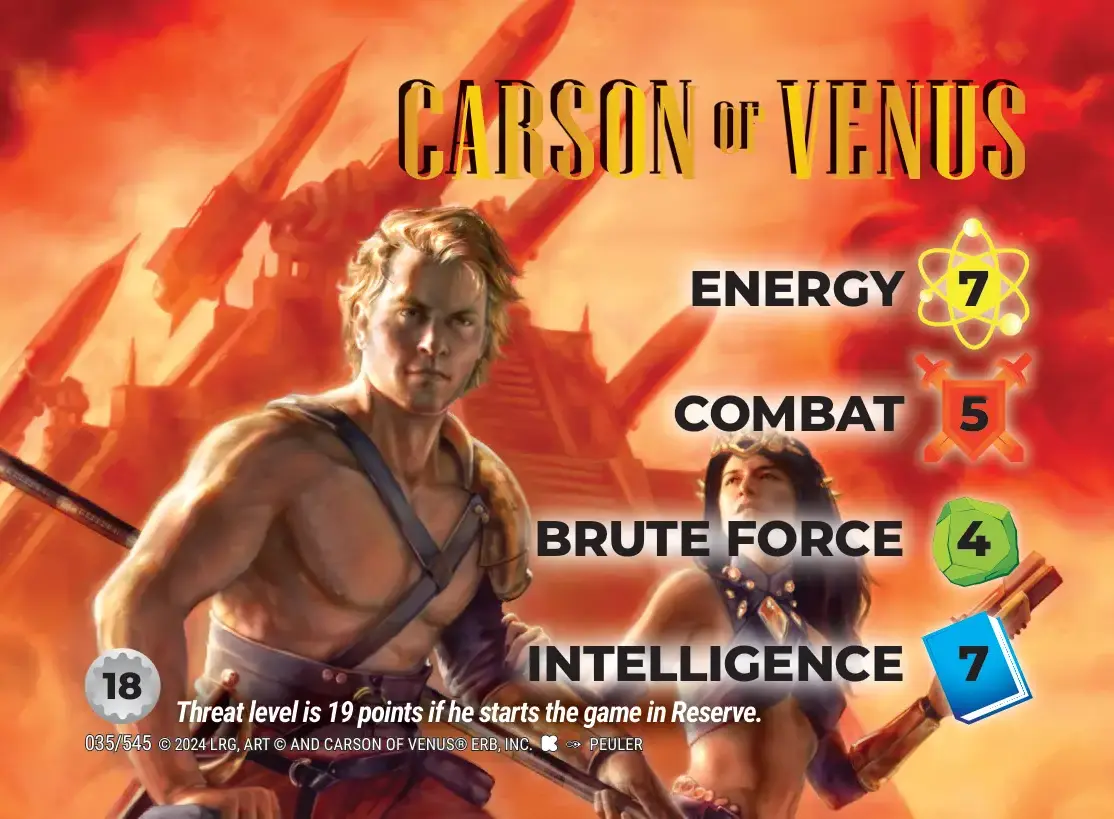 CARSON OF VENUS
ENERGY 7
COMBAT 5
BRUTE FORCE 4
INTELLIGENCE 7
18
Threat level is 19 points if he starts the game in Reserve.
035/545 © 2024 LRG, ART © AND CARSON OF VENUS® ERB, INC. PEULER